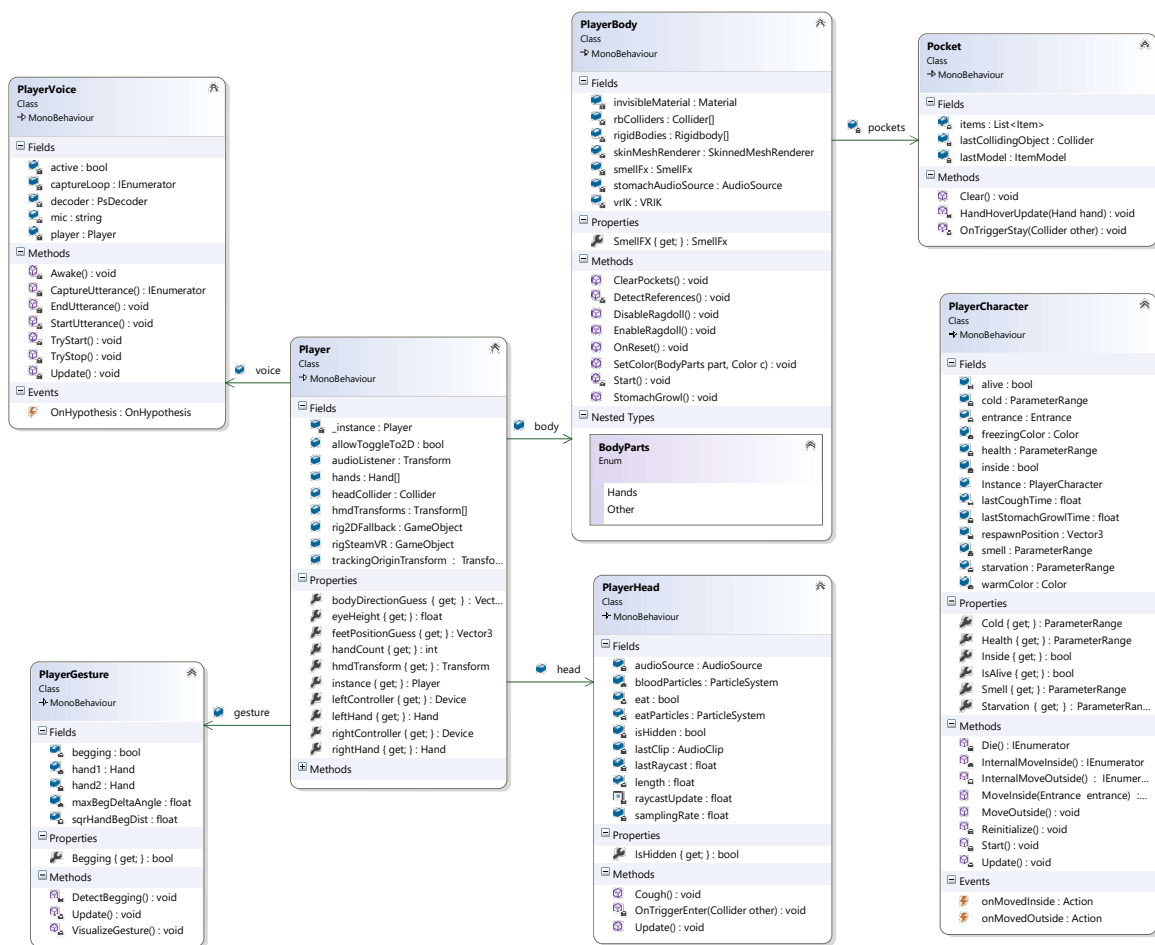 PlayerVoice
Class
MonoBehaviour
Fields
active : bool
captureLoop : IEnumerator
decoder : PsDecoder
mic : string
player : Player
Methods
Awake() : void
CaptureUtterance() : IEnumerator
EndUtterance() : void
StartUtterance() : void
TryStart() : void
TryStop() : void
Update() : void
Events
OnHypothesis : OnHypothesis
voice
PlayerGesture
Class
MonoBehaviour
Fields
begging : bool
hand1 : Hand
hand2 : Hand
maxBegDeltaAngle : float
sqrHandBegDist : float
Properties
Begging { get; } : bool
Methods
DetectBegging() : void
Update() : void
VisualizeGesture() : void
gesture
Player
Class
MonoBehaviour
Fields
_instance : Player
allowToggleTo2D : bool
audioListener : Transform
hands : Hand[]
headCollider : Collider
hmdTransforms : Transform[]
rig2DFallback : GameObject
rigSteamVR : GameObject
trackingOriginTransform : Transfo...
Properties
bodyDirectionGuess { get; } : Vect...
eyeHeight { get; } : float
feetPositionGuess { get; } : Vector3
handCount { get; } : int
hmdTransform { get; } : Transform
instance { get; } : Player
leftController { get; } : Device
leftHand { get; } : Hand
rightController { get; } : Device
rightHand { get; } : Hand
Methods
body
head
PlayerBody
Class
MonoBehaviour
Fields
invisibleMaterial : Material
rbColliders : Collider[]
rigidBodies : Rigidbody[]
skinMeshRenderer : SkinnedMeshRenderer
smellFx : SmellFx
stomachAudioSource : AudioSource
vrIK : VRIK
Properties
SmellFX { get; } : SmellFx
Methods
ClearPockets() : void
DetectReferences() : void
DisableRagdoll() : void
EnableRagdoll() : void
OnReset() : void
SetColor(BodyParts part, Color c) : void
Start() : void
StomachGrowl() : void
Nested Types
BodyParts
Enum
Hands
Other
pockets
PlayerHead
Class
MonoBehaviour
Fields
audioSource : AudioSource
bloodParticles : ParticleSystem
eat : bool
eatParticles : ParticleSystem
isHidden : bool
lastClip : AudioClip
lastRaycast : float
length : float
raycastUpdate : float
samplingRate : float
Properties
IsHidden { get; } : bool
Methods
Cough() : void
OnTriggerEnter(Collider other) : void
Update() : void
Pocket
Class
MonoBehaviour
Fields
items : List<Item>
lastCollidingObject : Collider
lastModel : ItemModel
Methods
Clear() : void
HandHoverUpdate(Hand hand) : void
OnTriggerStay(Collider other) : void
PlayerCharacter
Class
MonoBehaviour
Fields
alive : bool
cold : ParameterRange
entrance : Entrance
freezingColor : Color
health : ParameterRange
inside : bool
Instance : PlayerCharacter
lastCoughTime : float
lastStomachGrowlTime : float
respawnPosition : Vector3
smell : ParameterRange
starvation : ParameterRange
warmColor : Color
Properties
Cold { get; } : ParameterRange
Health { get; } : ParameterRange
Inside { get; } : bool
IsAlive { get; } : bool
Smell { get; } : ParameterRange
Starvation { get; } : ParameterRan...
Methods
Die() : IEnumerator
InternalMoveInside() : IEnumerator
InternalMoveOutside() : IEnumer...
MoveInside(Entrance entrance) :...
MoveOutside() : void
Reinitialize() : void
Start() : void
Update() : void
Events
onMovedInside : Action
onMovedOutside : Action